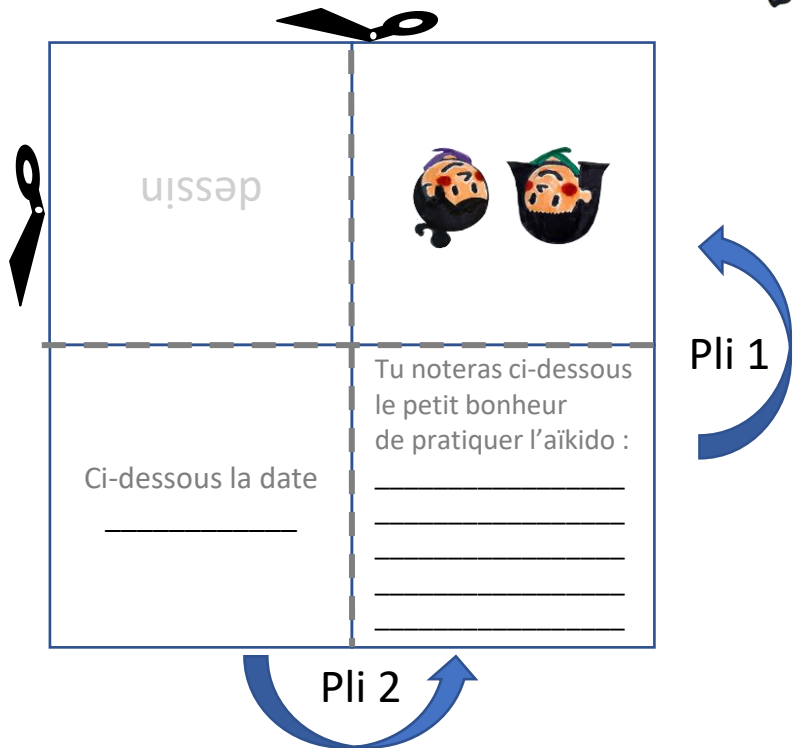 dessin
Pli 1
Tu noteras ci-dessous
le petit bonheur
de pratiquer l’aïkido :
Ci-dessous la date
Pli 2